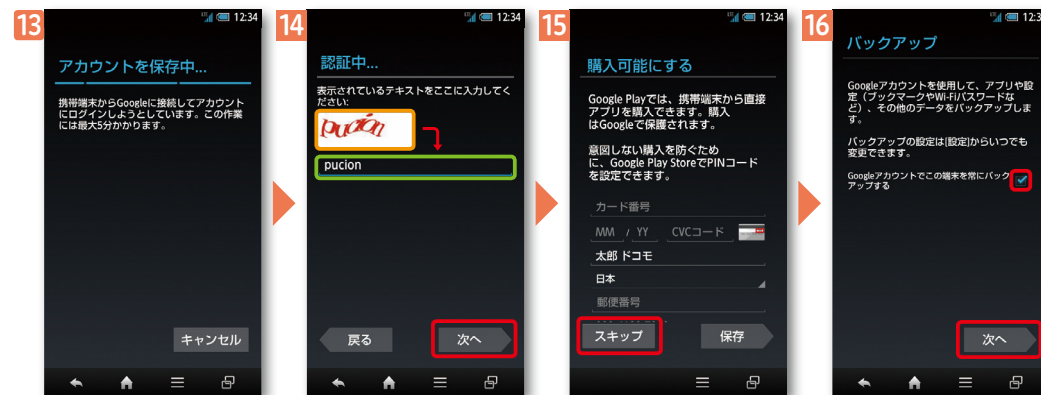 13
LTE 12:34
アカウントを保存中...
携帯端末からGoogleに接続してアカウント
にログインしようとしています。この作業
には最大5分かかります。
キャンセル
14
LTE 12:34
認証中...
表示されているテキストをここに入力してく
ださい:
pucion
pucion
戻る
次へ
15
LTE 12:34
購入可能にする
Google Playでは、携帯端末から直接
アプリを購入できます。購入
はGoogleで保護されます。
意図しない購入を防ぐため
に、Google Play StoreでPINコード
を設定できます。
カード番号
MM / YY CVCコード
太郎 ドコモ
日本
郵便番号
スキップ
保存
16
LTE 12:3
バックアップ
Googleアカウントを使用して、アプリや設
定（ブックマークやWi-Fiパスワードな
ど）、その他のデータをバックアップしま
す。
バックアップの設定は[設定]からいつでも
変更できます。
Googleアカウントでこの端末を常にバック
アップする
次へ